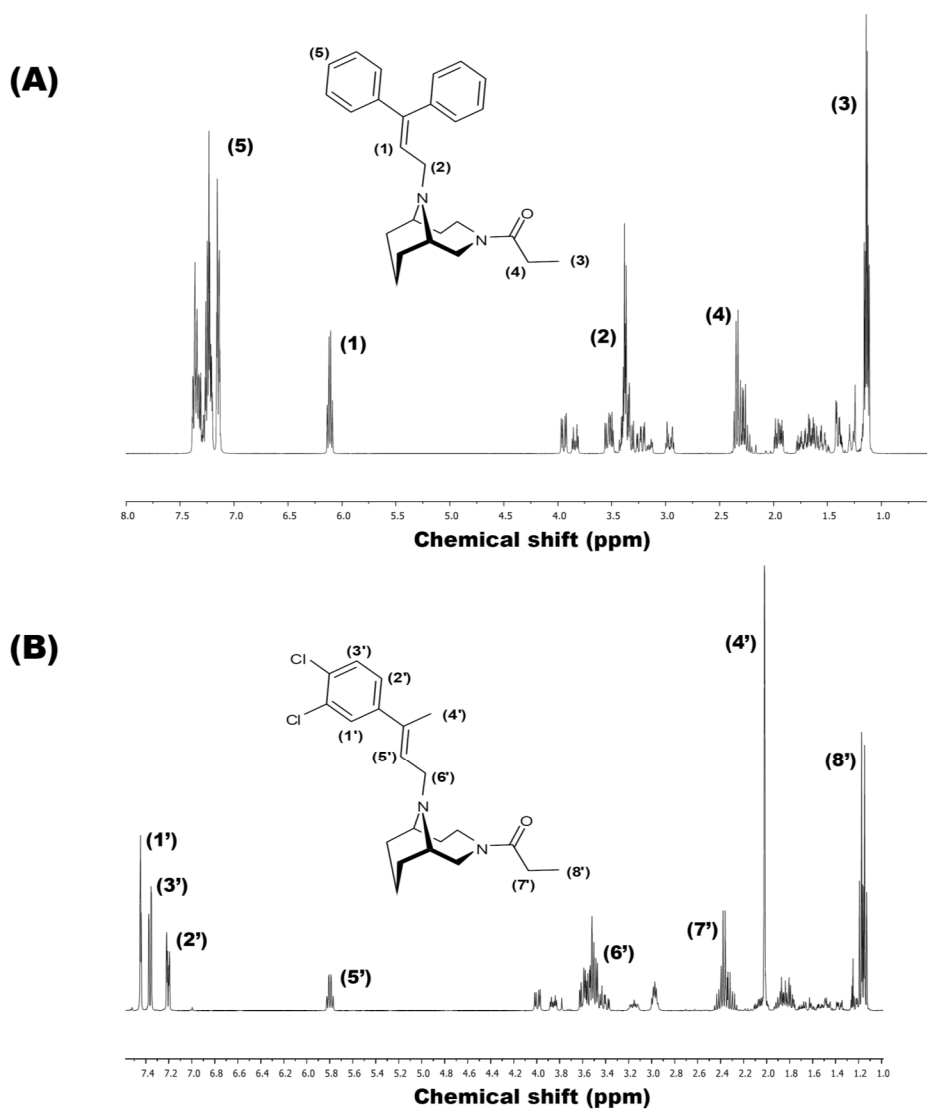 (A)
(5)
(1)
(2)
N
N
O
(4)
(3)
(5)
(1)
(2)
(4)
(3)
8.0 7.5 7.0 6.5 6.0 5.5 5.0 4.5 4.0 3.5 3.0 2.5 2.0 1.5 1.0
Chemical shift (ppm)
(B)
Cl
(3')
(2')
Cl
(1')
(4')
(5')
(6')
N
N
O
(7')
(8')
(1')
(3')
(2')
(5')
(6')
(7')
(4')
(8')
7.4 7.2 7.0 6.8 6.6 6.4 6.2 6.0 5.8 5.6 5.4 5.2 5.0 4.8 4.6 4.4 4.2 4.0 3.8 3.6 3.4 3.2 3.0 2.8 2.6 2.4 2.2 2.0 1.8 1.6 1.4 1.2 1.0
Chemical shift (ppm)